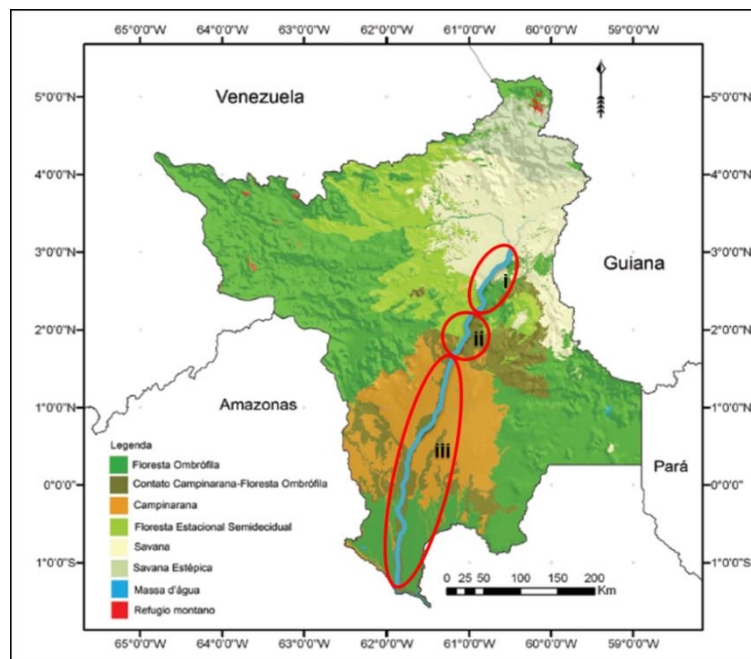 65°0'0"W 64°0'0"W 63°0'0"W 62°0'0"W 61°0'0"W 60°0'0"W 59°0'0"W
5°0'0"N
4°0'0"N
3°0'0"N
2°0'0"N
1°0'0"N
0°0'0"
1°0'0"S
Venezuela
Guiana
Amazonas
Pará
i
ii
iii
Legenda
Floresta Ombrófila
Contato Campinarana-Floresta Ombrófila
Campinarana
Floresta Estacional Semidecidual
Savana
Savana Estépica
Massa d'água
Refugio montano
0 25 50 100 150 200
Km
5°0'0"N
4°0'0"N
3°0'0"N
2°0'0"N
1°0'0"N
0°0'0"
1°0'0"S
65°0'0"W 64°0'0"W 63°0'0"W 62°0'0"W 61°0'0"W 60°0'0"W 59°0'0"W